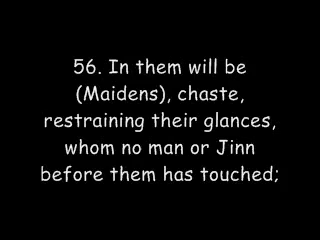 56. In them will be
(Maidens), chaste,
restraining their glances,
whom no man or Jinn
before them has touched;